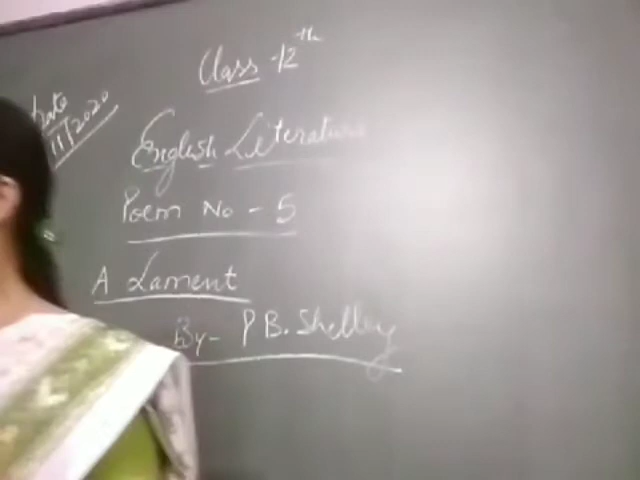 Class - 12th
Date
11/2020
English Literature
Poem No - 5
A Lament
By - P B. Shelley